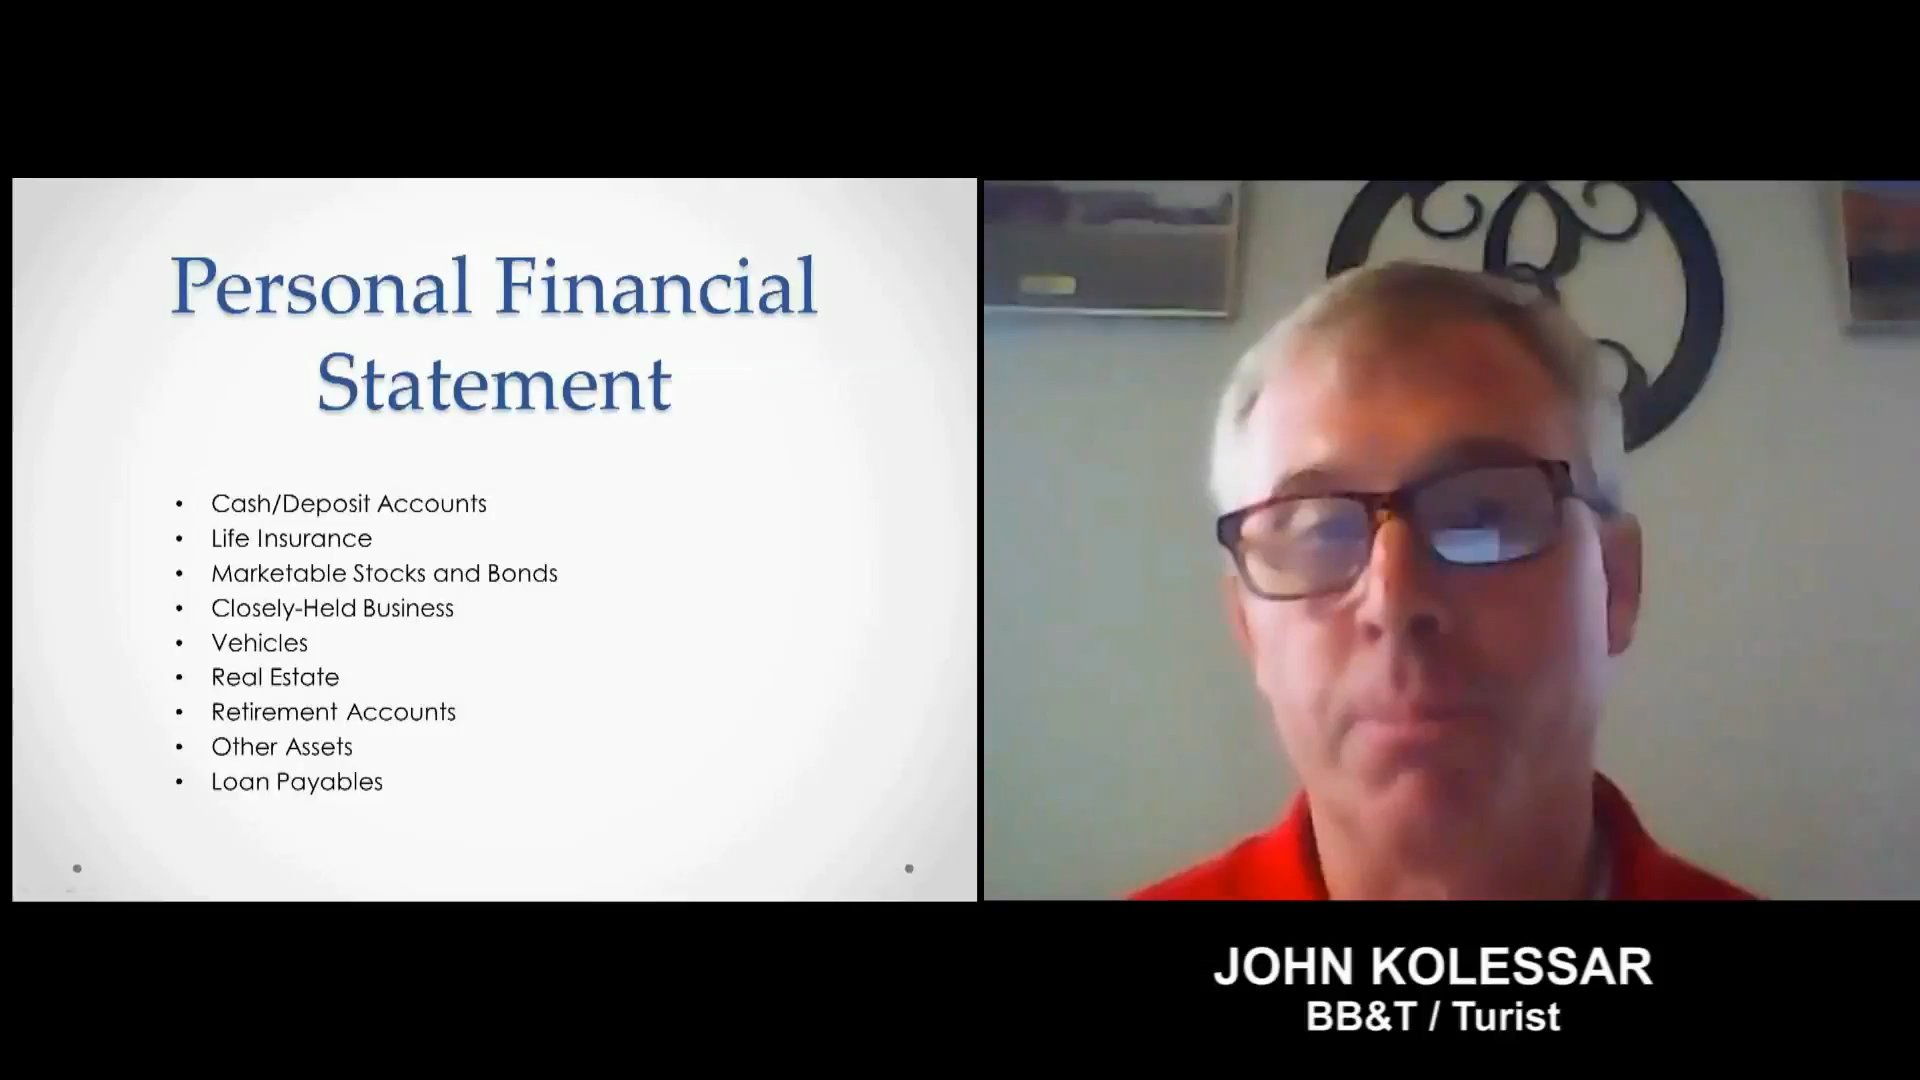 Personal Financial
Statement
• Cash/Deposit Accounts
• Life Insurance
• Marketable Stocks and Bonds
• Closely-Held Business
• Vehicles
• Real Estate
• Retirement Accounts
• Other Assets
• Loan Payables
JOHN KOLESSAR
BB&T / Turist